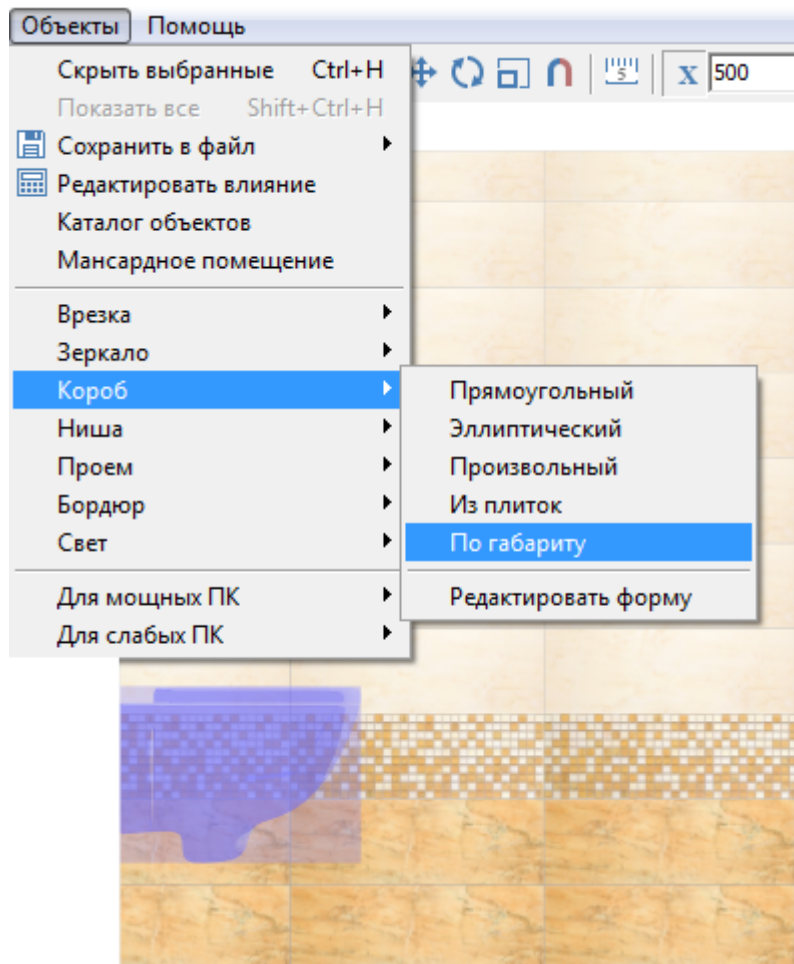 Объекты Помощь
Скрыть выбранные Ctrl+H
Показать все Shift+Ctrl+H
Сохранить в файл
Редактировать влияние
Каталог объектов
Мансардное помещение
Врезка
Зеркало
Короб
Ниша
Проем
Бордюр
Свет
Для мощных ПК
Для слабых ПК
5
X 500
Прямоугольный
Эллиптический
Произвольный
Из плиток
По габариту
Редактировать форму